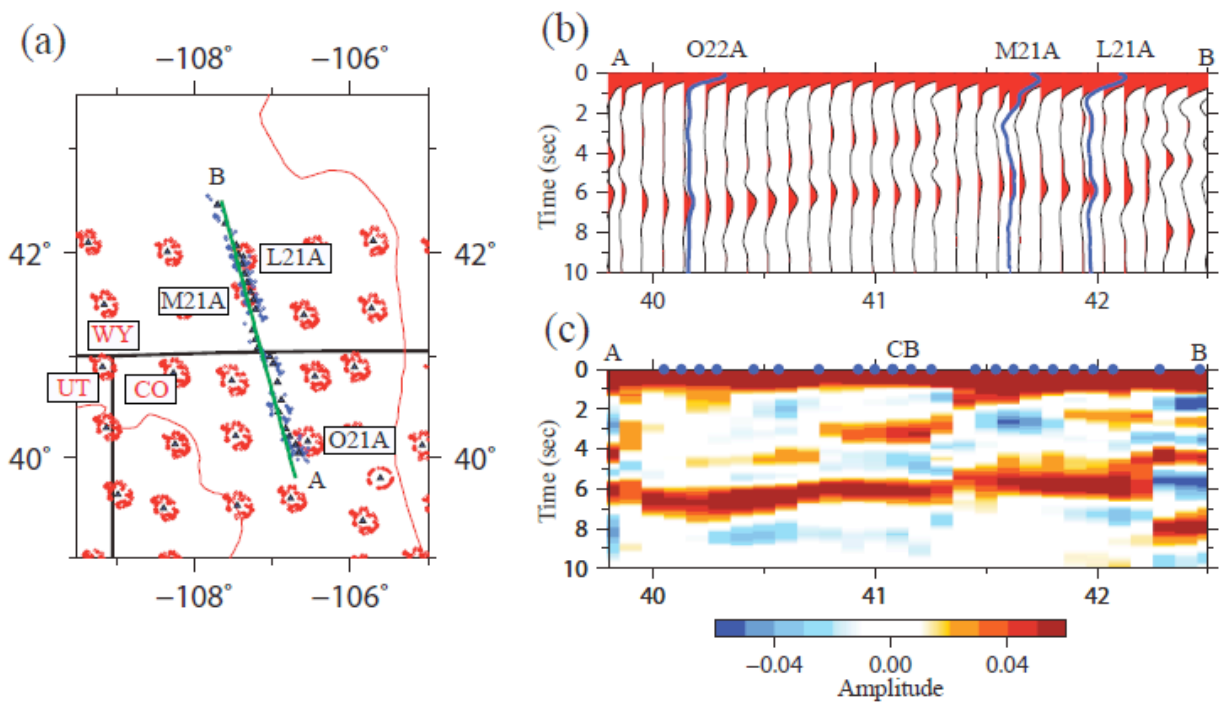 (a)
−108°
−106°
B
42°
42°
L21A
M21A
WY
UT
CO
O21A
40°
40°
A
−108°
−106°
(b)
A
O22A
M21A
L21A
B
0
2
4
6
8
10
Time (sec)
40
41
42
(c)
A
CB
B
0
2
4
6
8
10
Time (sec)
40
41
42
−0.04
0.00
0.04
Amplitude